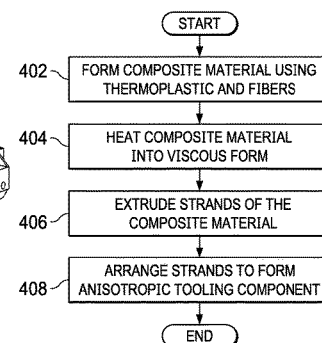 START
402
FORM COMPOSITE MATERIAL USING
THERMOPLASTIC AND FIBERS
404
HEAT COMPOSITE MATERIAL
INTO VISCOUS FORM
406
EXTRUDE STRANDS OF THE
COMPOSITE MATERIAL
408
ARRANGE STRANDS TO FORM
ANISOTROPIC TOOLING COMPONENT
END